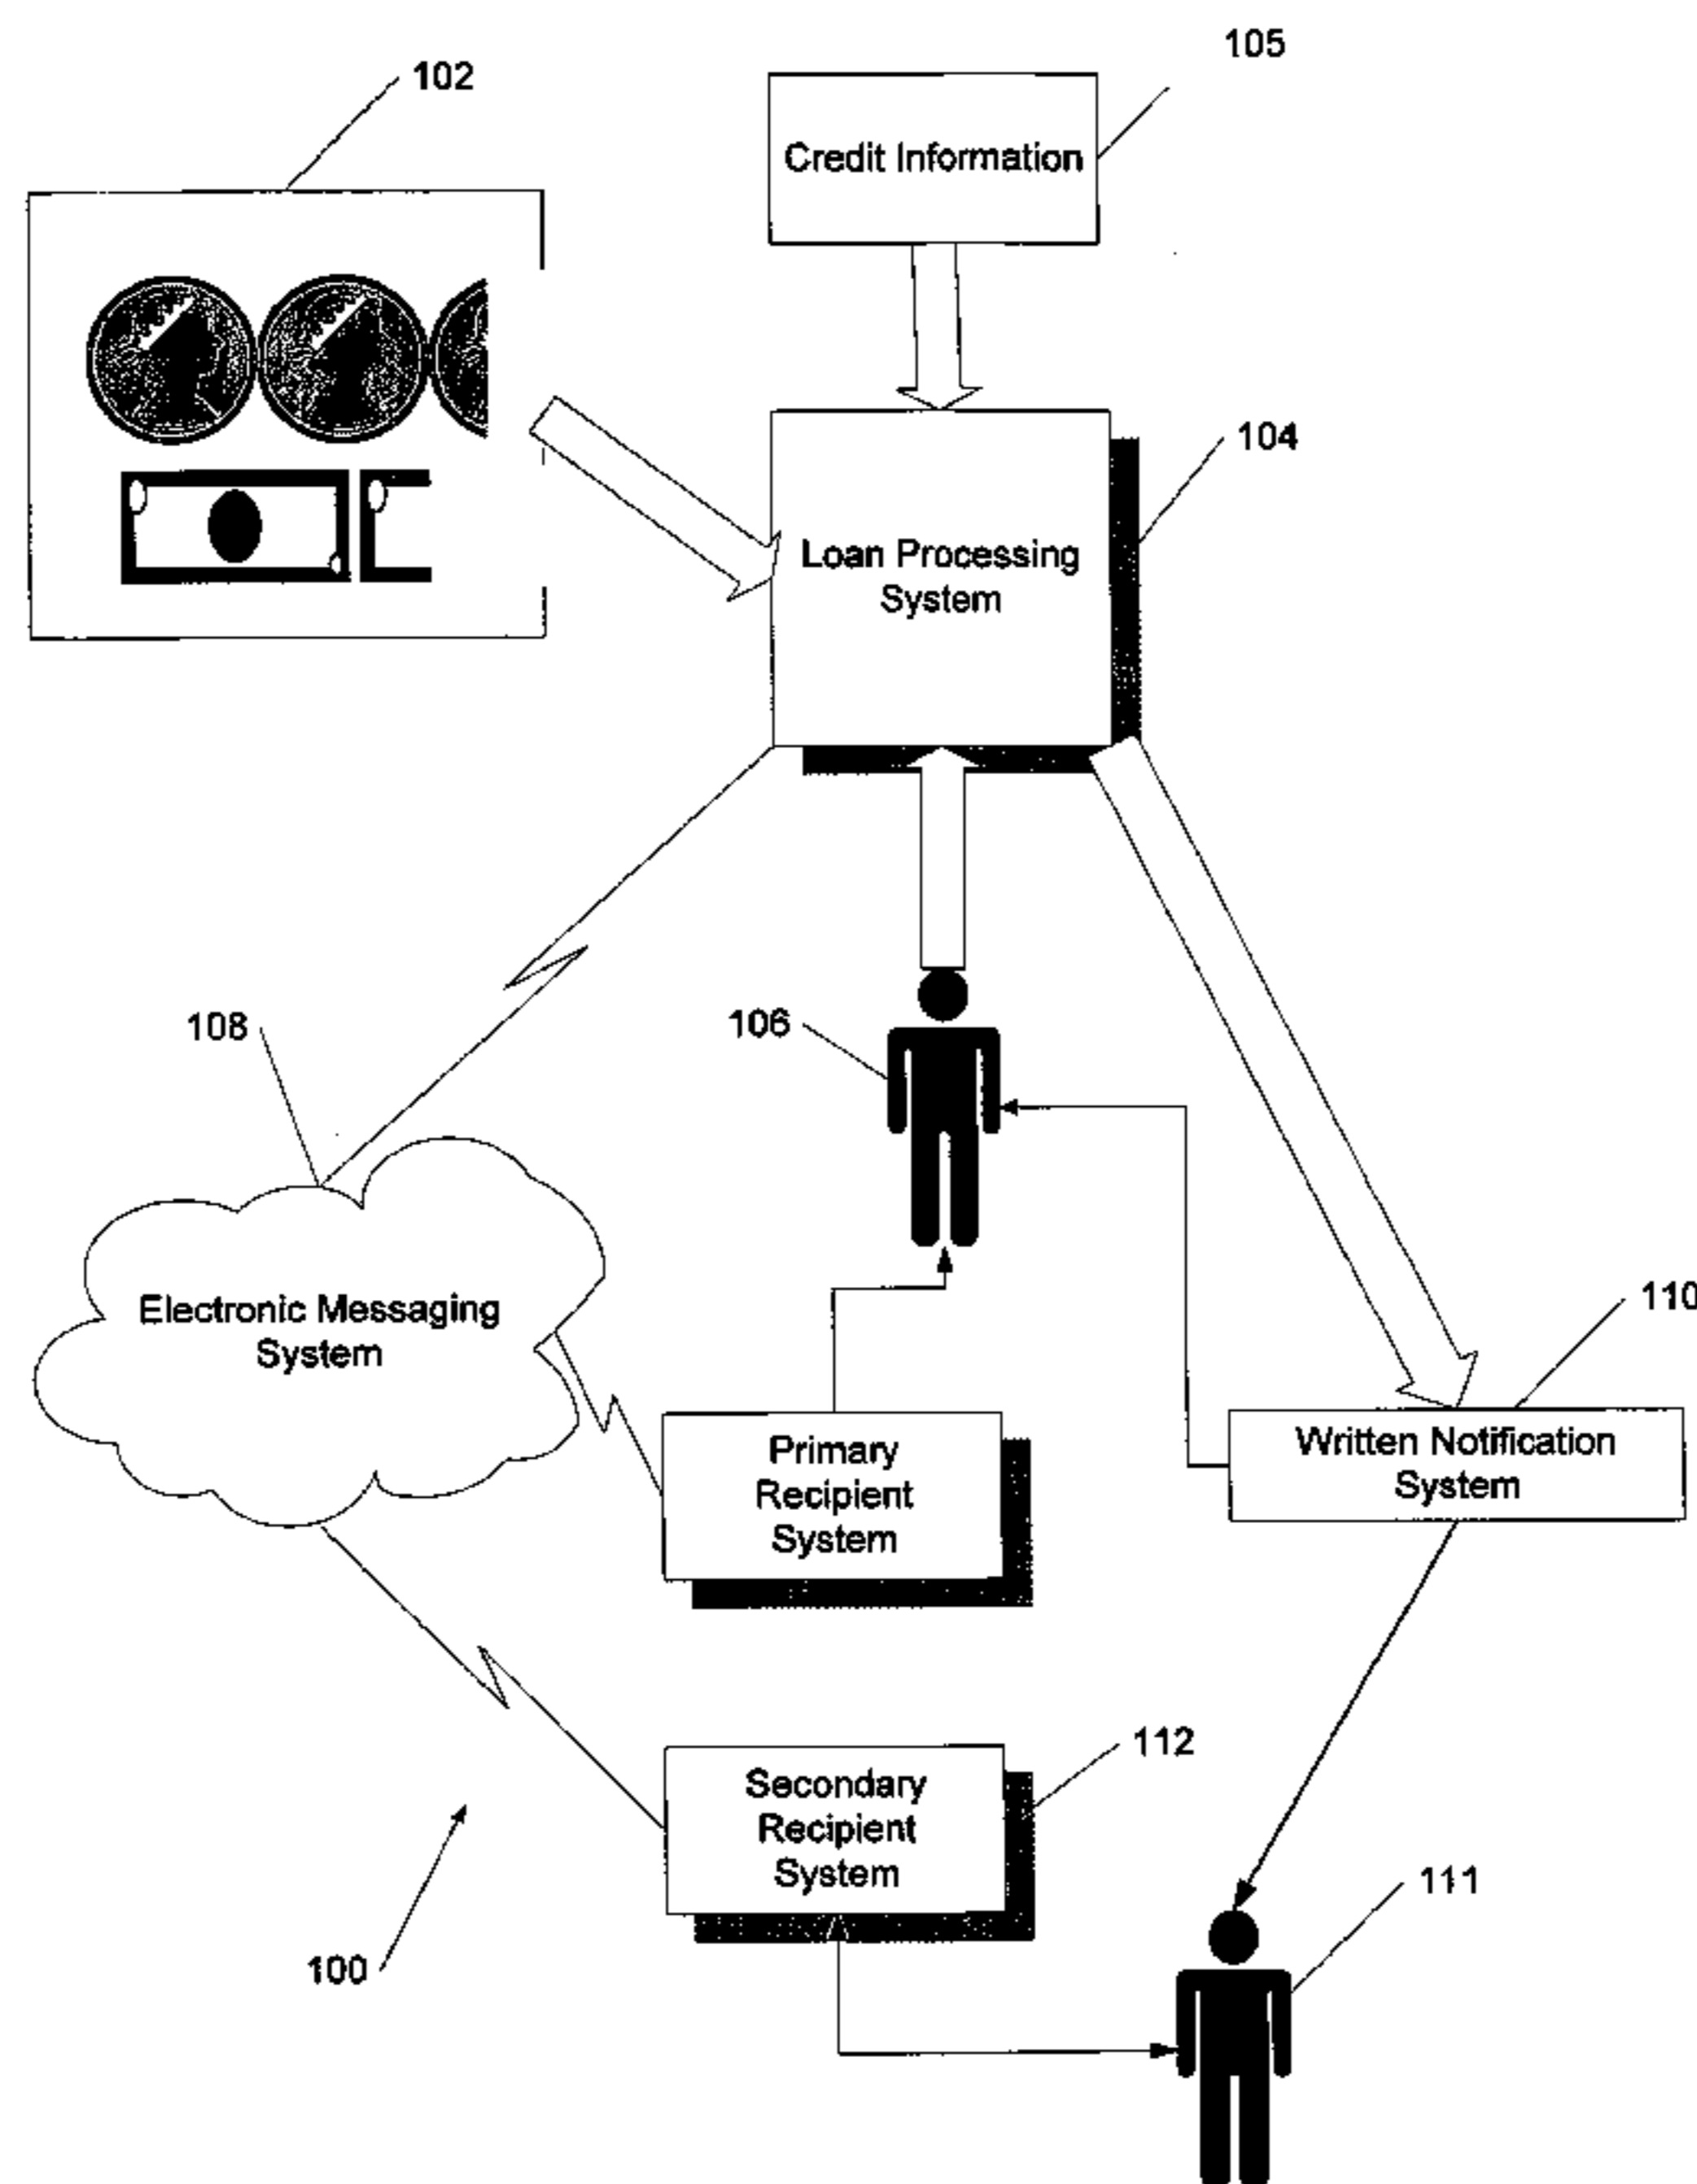 105
102
Credit Information
104
Loan Processing
System
108
106
Electronic Messaging
System
110
Primary
Recipient
System
Written Notification
System
112
Secondary
Recipient
System
111
100